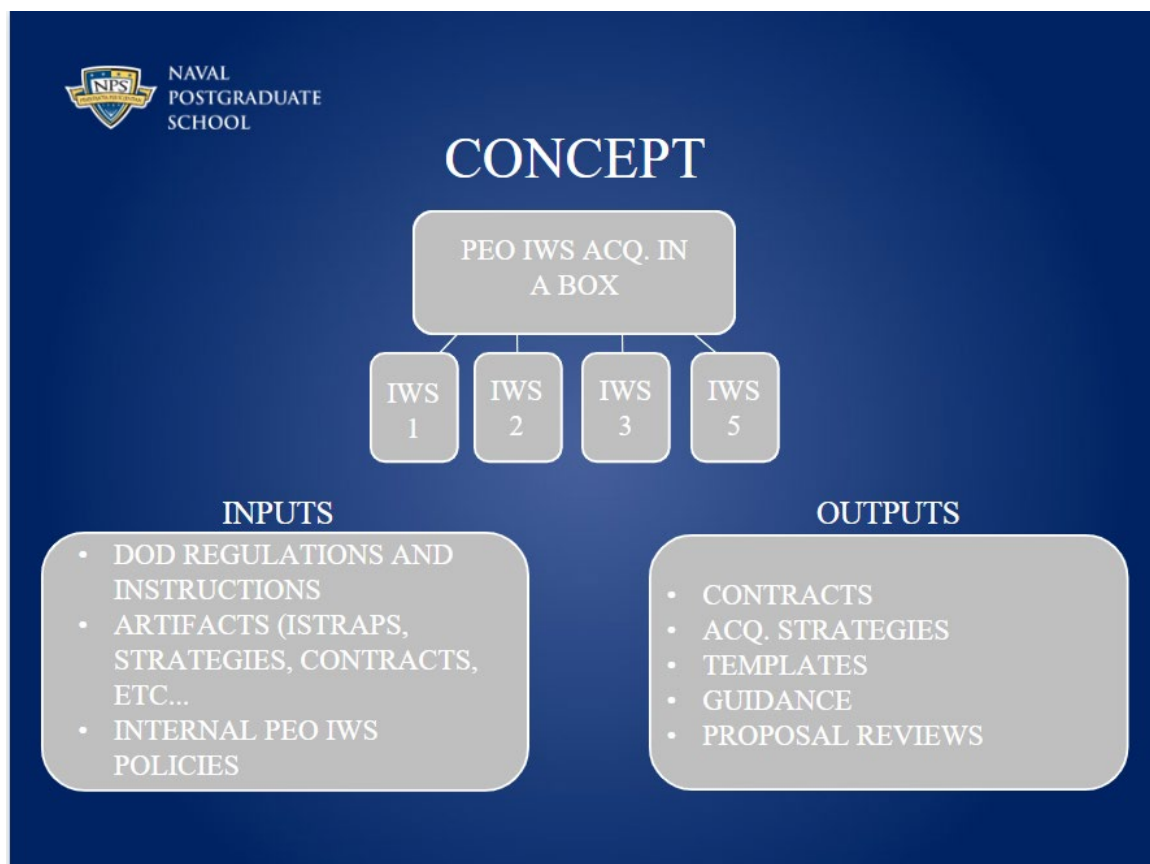 NPS
NAVAL
POSTGRADUATE
SCHOOL
CONCEPT
PEO IWS ACQ. IN
A BOX
IWS
1
IWS
2
IWS
3
IWS
5
INPUTS
• DOD REGULATIONS AND
INSTRUCTIONS
• ARTIFACTS (ISTRAPS,
STRATEGIES, CONTRACTS,
ETC...
• INTERNAL PEO IWS
POLICIES
OUTPUTS
• CONTRACTS
• ACQ. STRATEGIES
• TEMPLATES
• GUIDANCE
• PROPOSAL REVIEWS